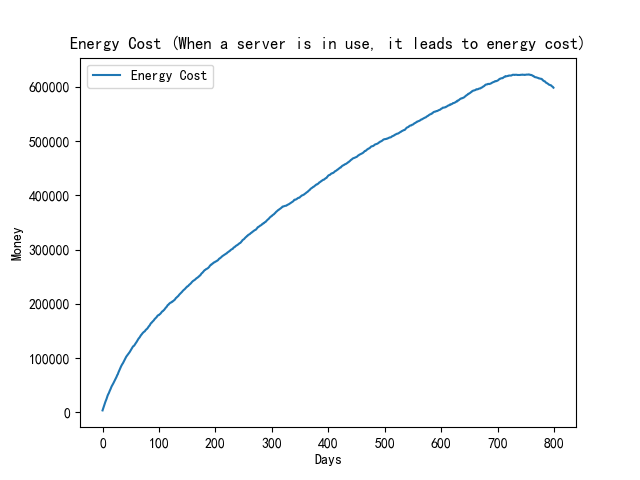 Energy Cost (When a server is in use, it leads to energy cost)
Energy Cost
600000
500000
400000
300000
200000
100000
0
Money
0 100 200 300 400 500 600 700 800
Days